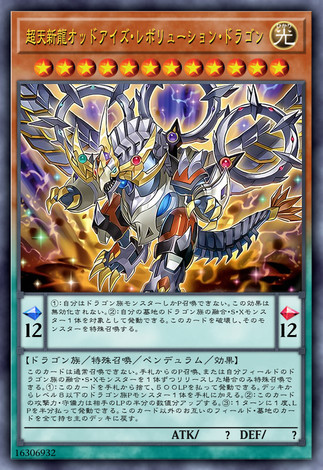 超天新龍オッドアイズ・レボリューション・ドラゴン
光
①:自分はドラゴン族モンスターしかP召喚できない。この効果は
無効化されない。②:自分の墓地のドラゴン族の融合・S・Xモンス
ター1体を対象として発動できる。このカードを破壊し、そのモ
ンスターを特殊召喚する。
12
12
【ドラゴン族/特殊召喚/ペンデュラム/効果】
このカードは通常召喚できない。手札からのP召喚、または自分フィールドのド
ラゴン族の融合・S・Xモンスターを1体ずつリリースした場合のみ特殊召喚で
きる。①:このカードを手札から捨て、500LPを払って発動できる。デッキか
らレベル8以下のドラゴン族Pモンスター1体を手札に加える。②:このカード
の攻撃力・守備力は相手のLPの半分の数値分アップする。③:1ターンに1度、L
Pを半分払って発動できる。このカード以外のお互いのフィールド・墓地のカー
ドを全て持ち主のデッキに戻す。
ATK/ ? DEF/ ?
16306932